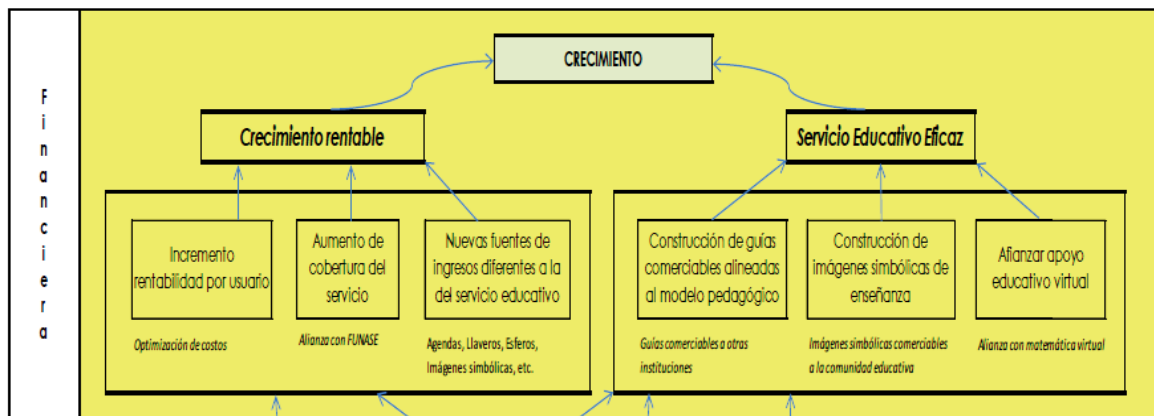 Financiera
CRECIMIENTO
Crecimiento rentable
Servicio Educativo Eficaz
Incremento
rentabilidad por usuario
Optimización de costos
Aumento de
cobertura del
servicio
Alianza con FUNASE
Nuevas fuentes de
ingresos diferentes a la
del servicio educativo
Agendas, Llaveros, Esferos,
Imágenes simbólicas, etc.
Construcción de guías
comerciables alineadas
al modelo pedagógico
Guías comerciables a otras
instituciones
Construcción de
imágenes simbólicas de
enseñanza
Imágenes simbólicas comerciables
a la comunidad educativa
Afianzar apoyo
educativo virtual
Alianza con matemática virtual